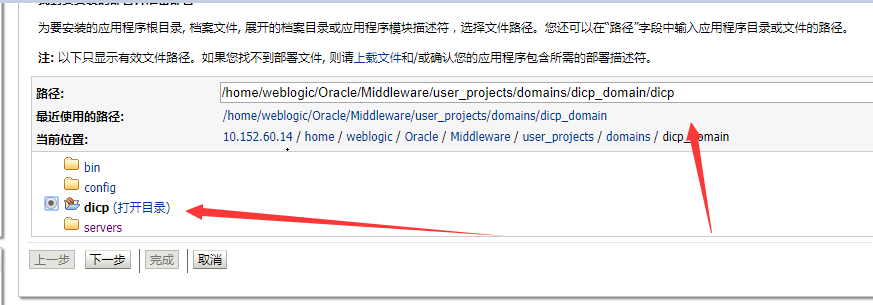 为要安装的应用程序根目录, 档案文件, 展开的档案目录或应用程序模块描述符，选择文件路径。您还可以在“路径”字段中输入应用程序目录或文件的路径。
注: 以下只显示有效文件路径。如果您找不到部署文件, 则请上载文件和/或确认您的应用程序包含所需的部署描述符。
路径: /home/weblogic/Oracle/Middleware/user_projects/domains/dicp_domain/dicp
最近使用的路径: /home/weblogic/Oracle/Middleware/user_projects/domains/dicp_domain
当前位置: 10.152.60.14 / home / weblogic / Oracle / Middleware / user_projects / domains / dicp_domain
bin
config
dicp (打开目录)
servers
上一步 下一步 完成 取消